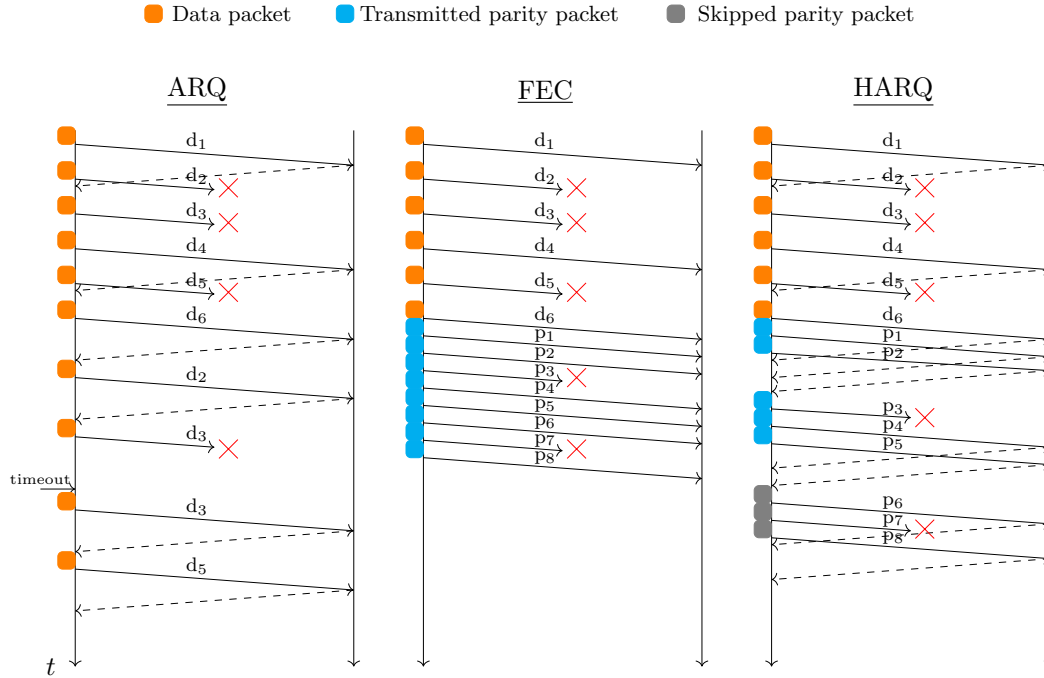 Data packet Transmitted parity packet Skipped parity packet
ARQ FEC HARQ
d₁ d₁ d₁
d₂ d₂ d₂
d₃ d₃ d₃
d₄ d₄ d₄
d₅ d₅ d₅
d₆ d₆ d₆
p₁ p₁
p₂ p₂
d₂ p₃
p₄
p₅ p₃
d₃ p₆ p₄
p₇ p₅
p₈
timeout
d₃ p₆
p₇
p₈
d₅
t